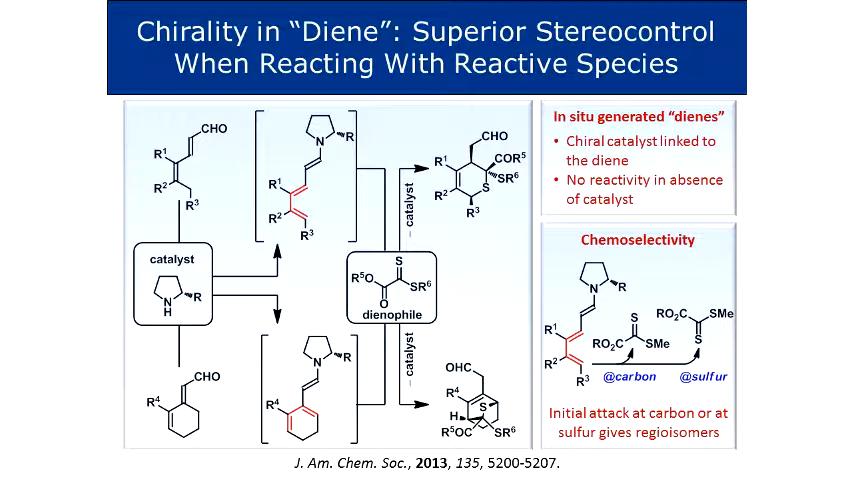 Chirality in “Diene”: Superior Stereocontrol
When Reacting With Reactive Species
CHO
R1
R2
R3
N
R
R1
R2
R3
CHO
R1
COR5
SR6
S
R2
R3
– catalyst
catalyst
N
H
R
S
R5O
SR6
O
dienophile
– catalyst
CHO
R4
N
R
R4
OHC
R4
S
H
R5OC
SR6
In situ generated “dienes”
• Chiral catalyst linked to
the diene
• No reactivity in absence
of catalyst
Chemoselectivity
N
R
R1
R2
R3
S
RO2C
SMe
RO2C
SMe
S
@carbon
@sulfur
Initial attack at carbon or at
sulfur gives regioisomers
J. Am. Chem. Soc., 2013, 135, 5200-5207.